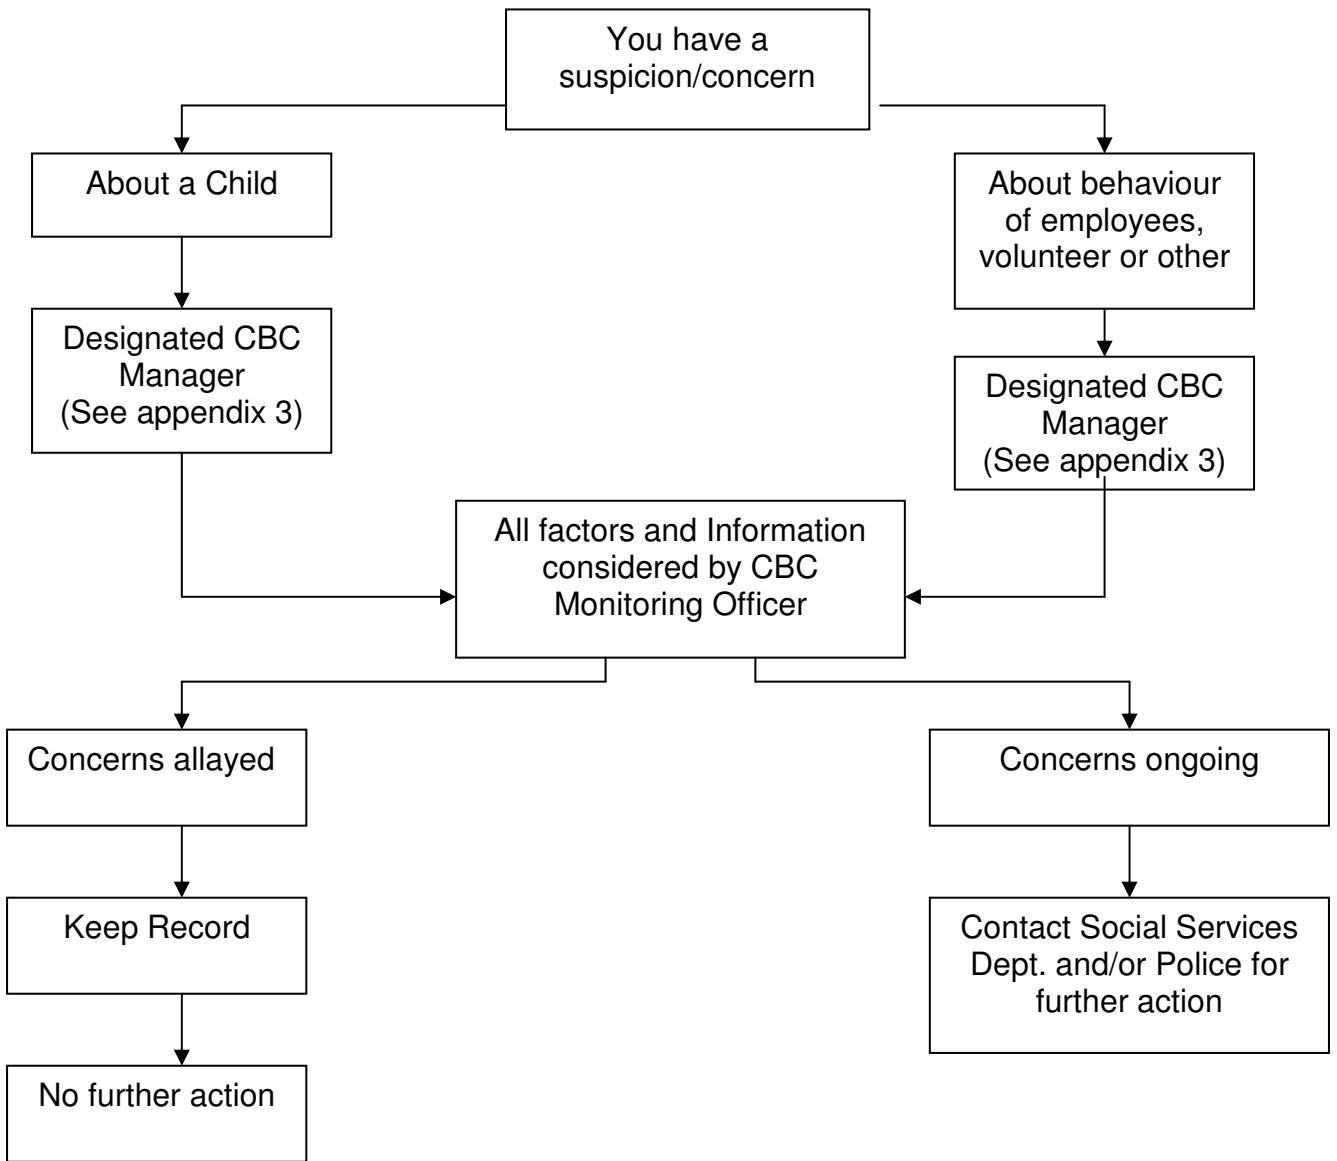 You have a
suspicion/concern
About a Child
About behaviour
of employees,
volunteer or other
Designated CBC
Manager
(See appendix 3)
Designated CBC
Manager
(See appendix 3)
All factors and Information
considered by CBC
Monitoring Officer
Concerns allayed
Concerns ongoing
Keep Record
Contact Social Services
Dept. and/or Police for
further action
No further action